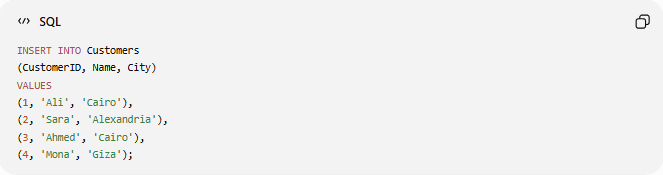 </> SQL
INSERT INTO Customers
(CustomerID, Name, City)
VALUES
(1, 'Ali', 'Cairo'),
(2, 'Sara', 'Alexandria'),
(3, 'Ahmed', 'Cairo'),
(4, 'Mona', 'Giza');